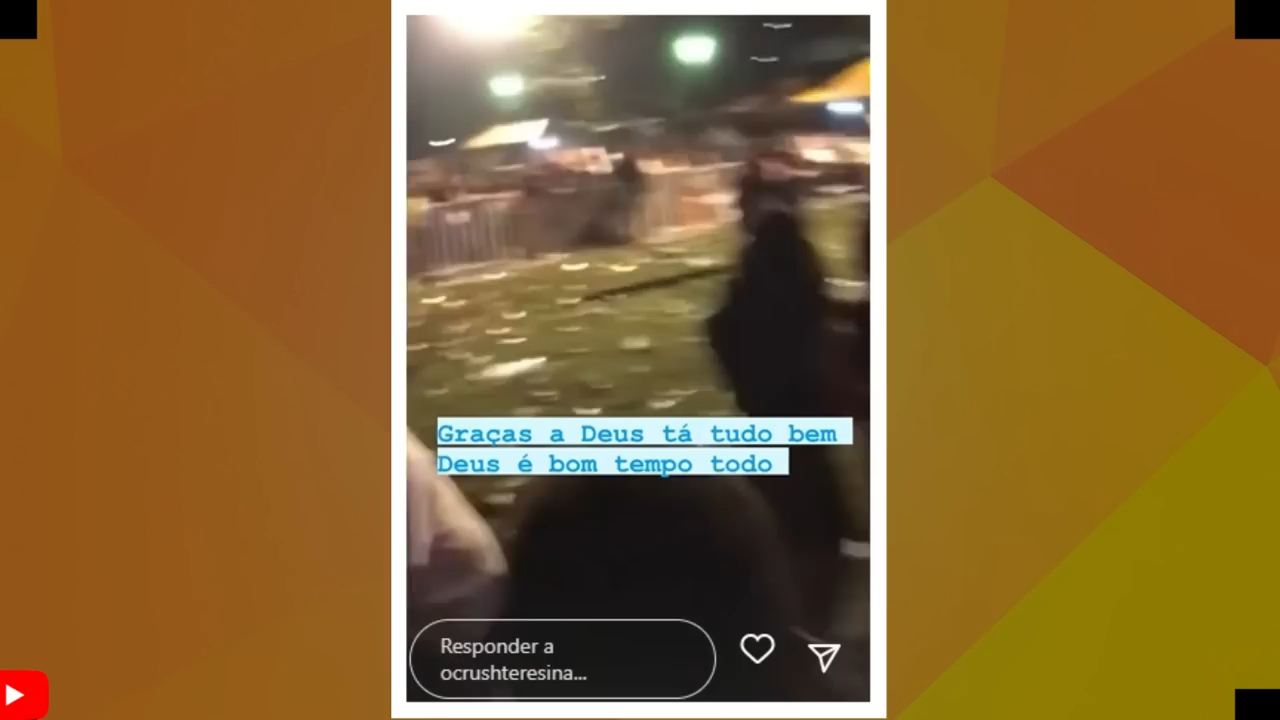 Graças a Deus tá tudo bem
Deus é bom tempo todo
Responder a
ocrushteresina...